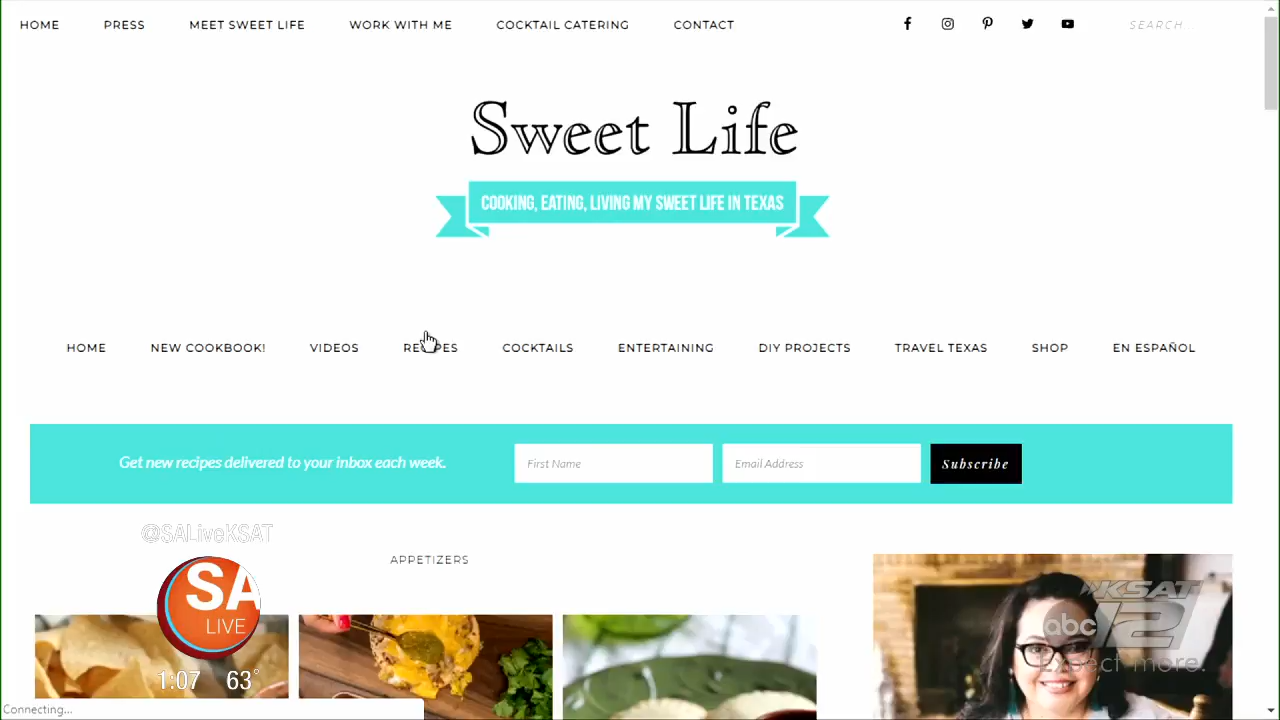 HOME PRESS MEET SWEET LIFE WORK WITH ME COCKTAIL CATERING CONTACT SEARCH...
Sweet Life
COOKING, EATING, LIVING MY SWEET LIFE IN TEXAS
HOME NEW COOKBOOK! VIDEOS RECIPES COCKTAILS ENTERTAINING DIY PROJECTS TRAVEL TEXAS SHOP EN ESPAÑOL
Get new recipes delivered to your inbox each week. First Name Email Address Subscribe
@SALiveKSAT
APPETIZERS
SA
LIVE
KSAT
abc 12
Expect more.
1:07 63°
Connecting...